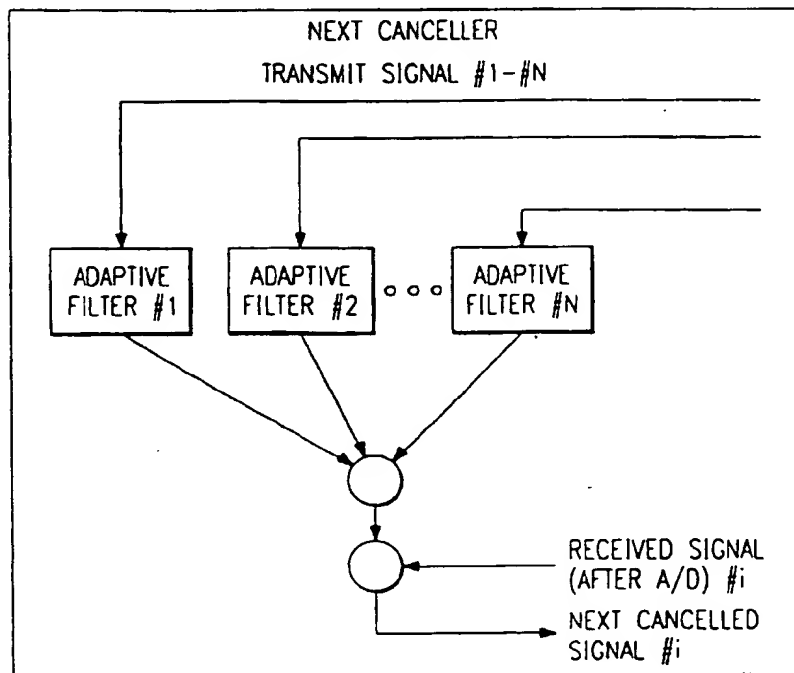 NEXT CANCELLER
TRANSMIT SIGNAL #1-#N
ADAPTIVE
FILTER #1
ADAPTIVE
FILTER #2
ADAPTIVE
FILTER #N
RECEIVED SIGNAL
(AFTER A/D) #i
NEXT CANCELLED
SIGNAL #i